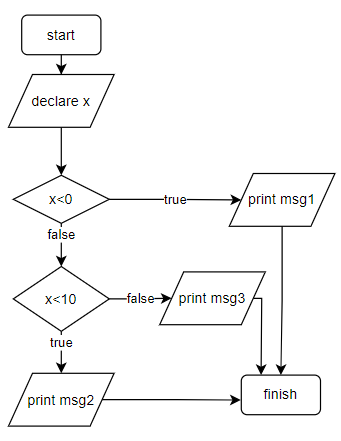 start
declare x
x<0
true
print msg1
false
x<10
false
print msg3
true
print msg2
finish